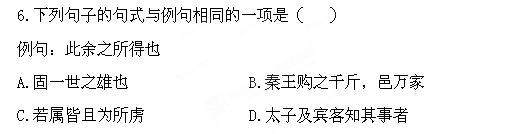 6.下列句子的句式与例句相同的一项是（    ）
例句：此余之所得也
A.固一世之雄也    B.秦王购之千斤，邑万家
C.若属皆且为所虏    D.太子及宾客知其事者